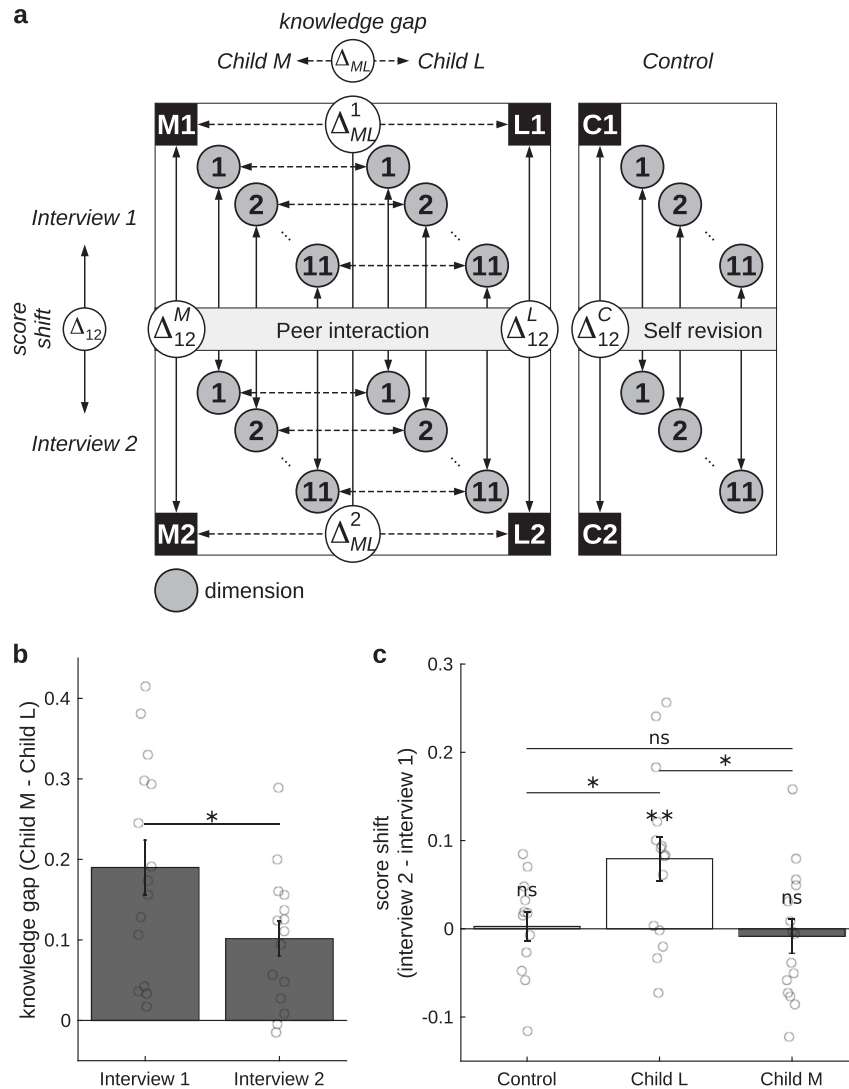 a
knowledge gap
Child M Δ_ML Child L Control
M1 Δ^1_ML L1 C1
1 1 1
2 2 2
Interview 1
... ... ...
11 11 11
score shift Δ_12 Δ^M_12 Peer interaction Δ^L_12 Δ^C_12 Self revision
1 1 1
2 2 2
Interview 2
... ... ...
11 11 11
M2 Δ^2_ML L2 C2
dimension
b
knowledge gap (Child M - Child L)
0.4
0.3
0.2
0.1
0
*
Interview 1 Interview 2
c
score shift
(interview 2 - interview 1)
0.3
0.2
0.1
0
-0.1
ns
*
*
**
ns
ns
Control Child L Child M